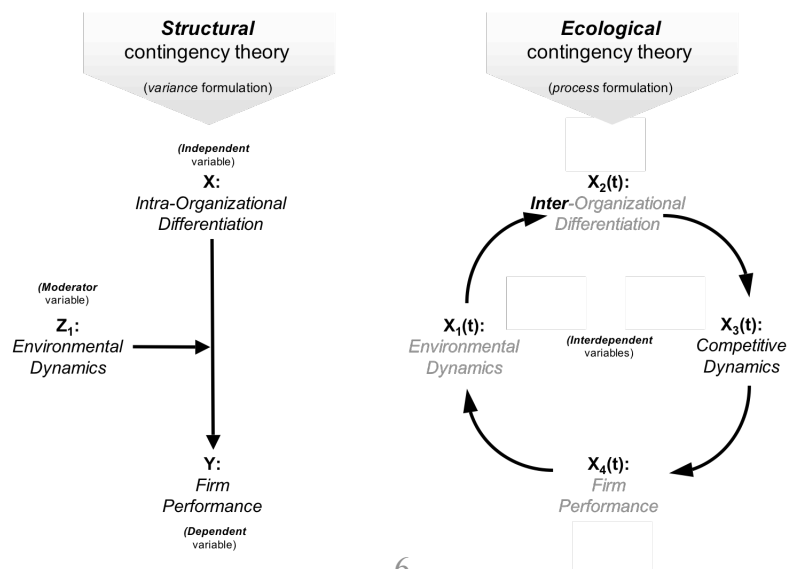 Structural
contingency theory
(variance formulation)
(Independent
variable)
X:
Intra-Organizational
Differentiation
(Moderator
variable)
Z₁:
Environmental
Dynamics
Y:
Firm
Performance
(Dependent
variable)
Ecological
contingency theory
(process formulation)
X₂(t):
Inter-Organizational
Differentiation
X₁(t):
Environmental
Dynamics
(Interdependent
variables)
X₃(t):
Competitive
Dynamics
X₄(t):
Firm
Performance
6